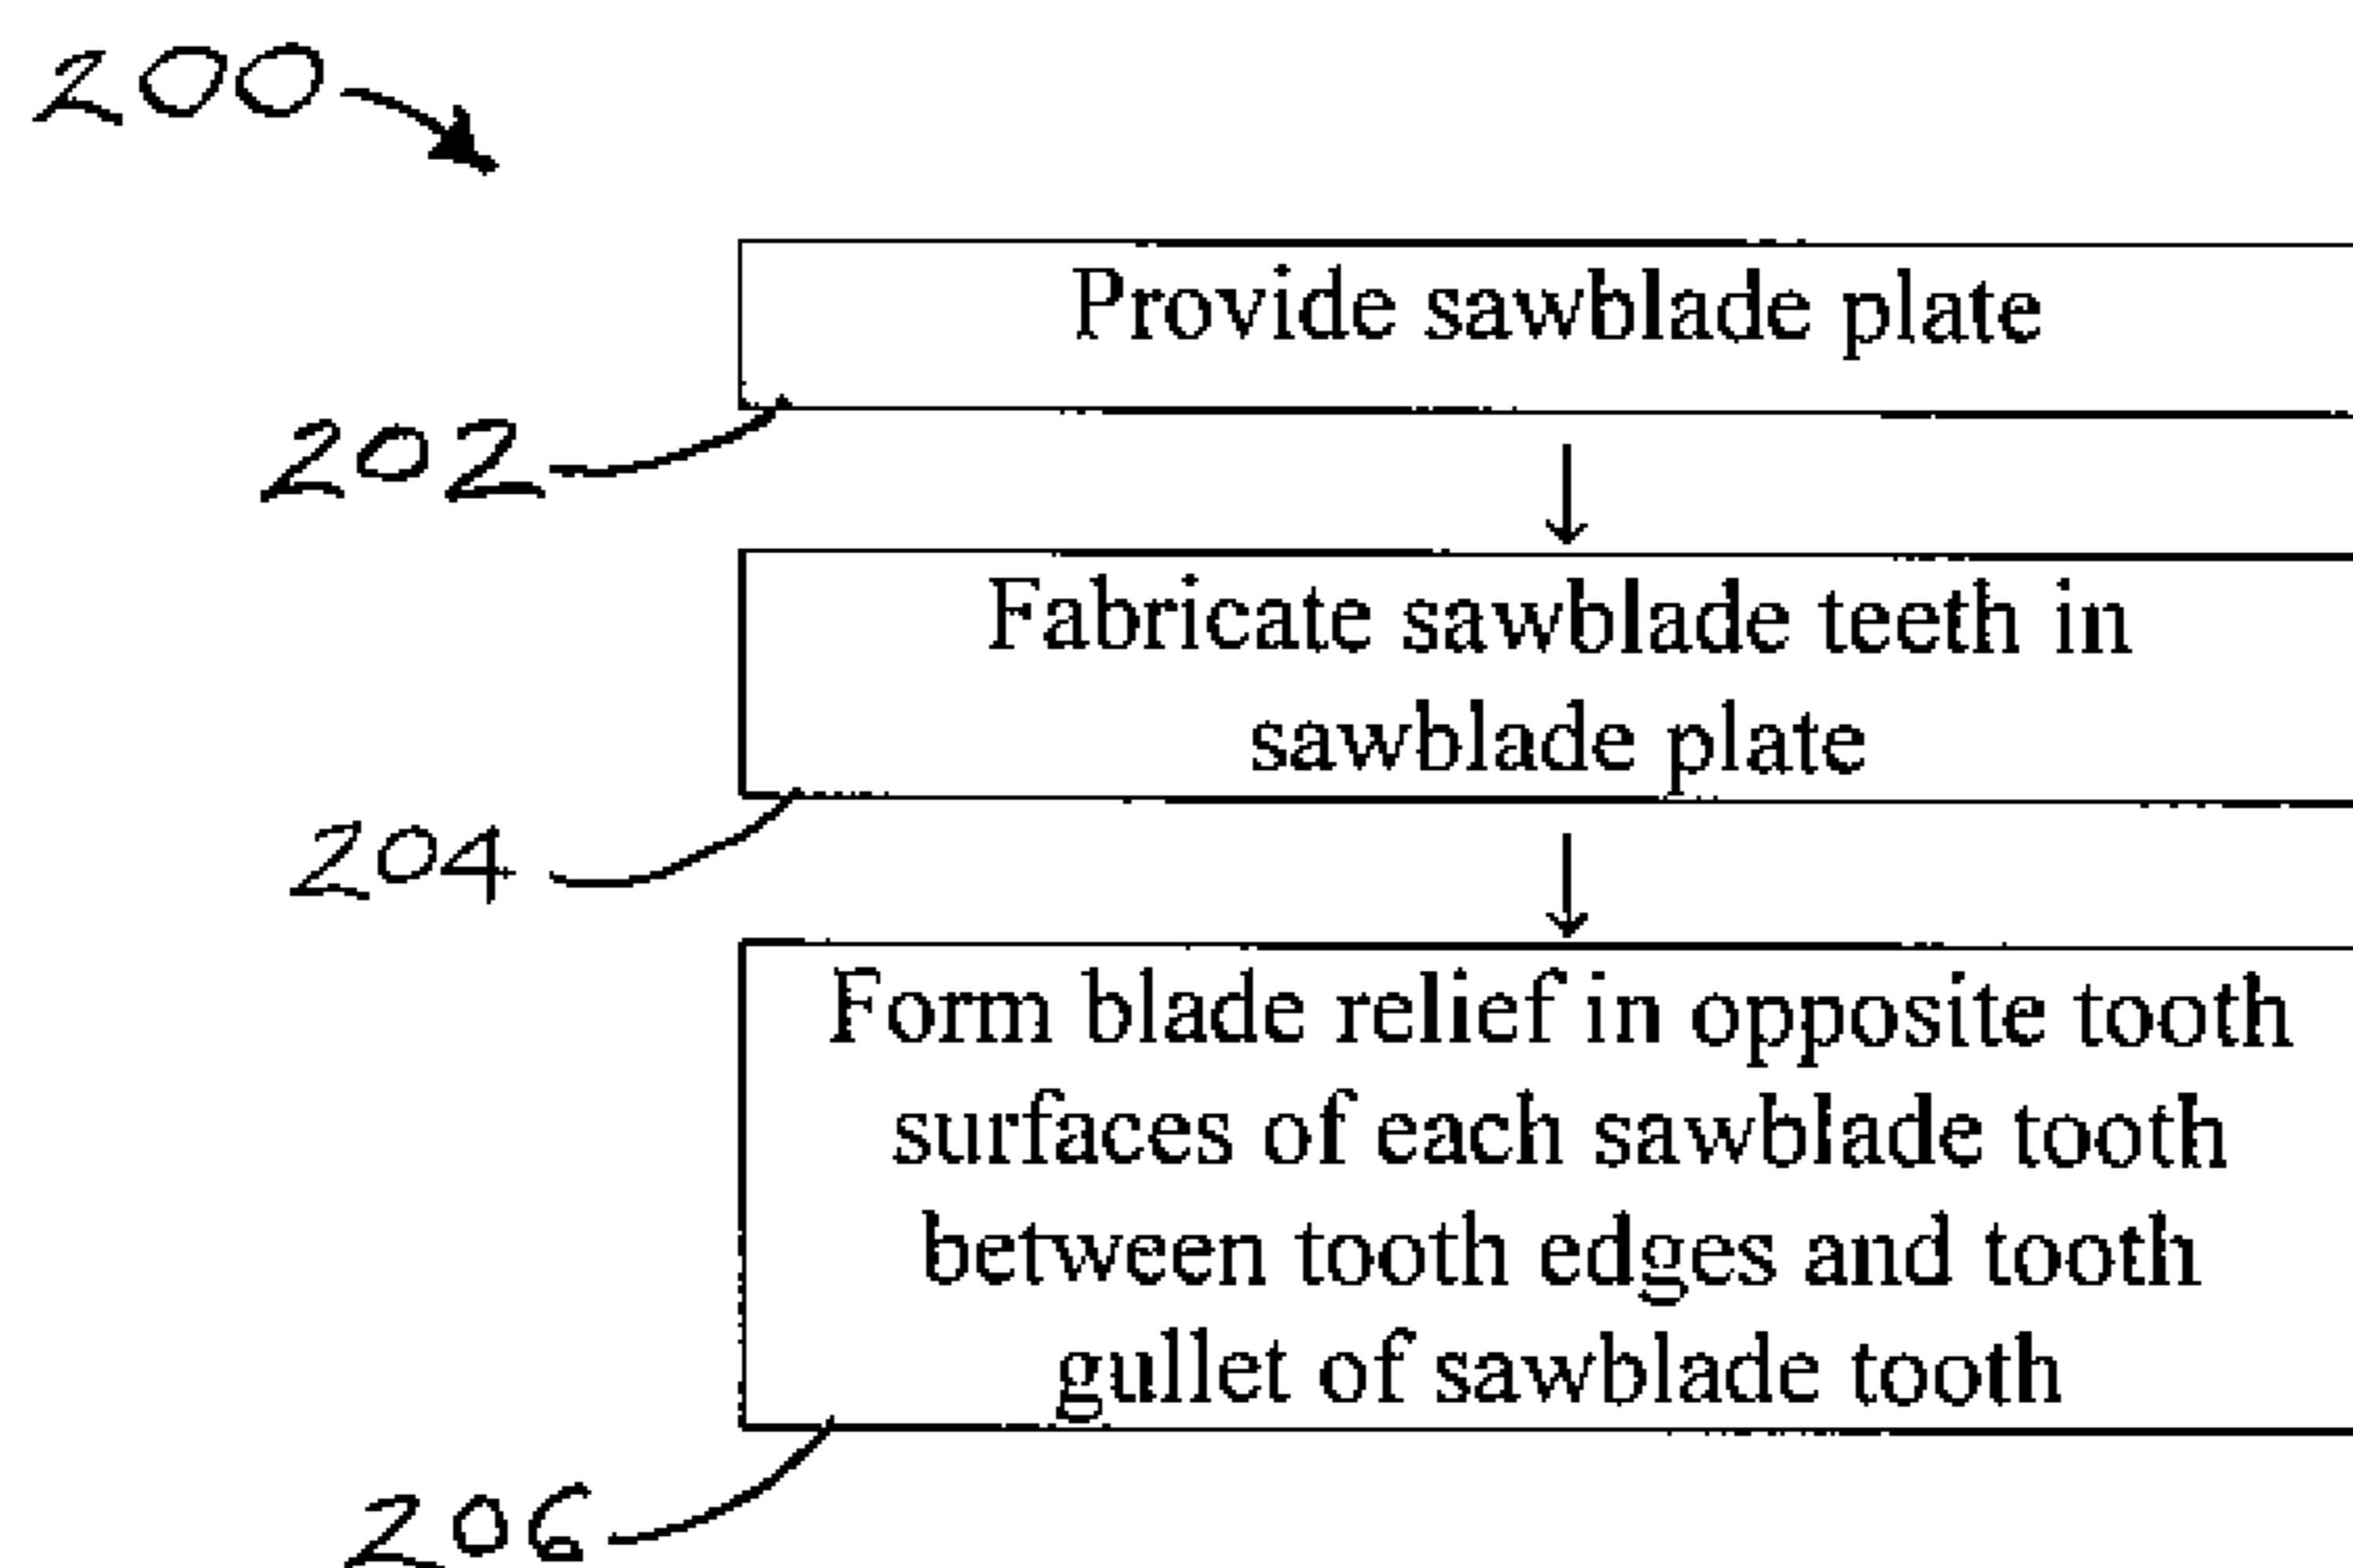 200
Provide sawblade plate
202
Fabricate sawblade teeth in
sawblade plate
204
Form blade relief in opposite tooth
surfaces of each sawblade tooth
between tooth edges and tooth
gullet of sawblade tooth
206